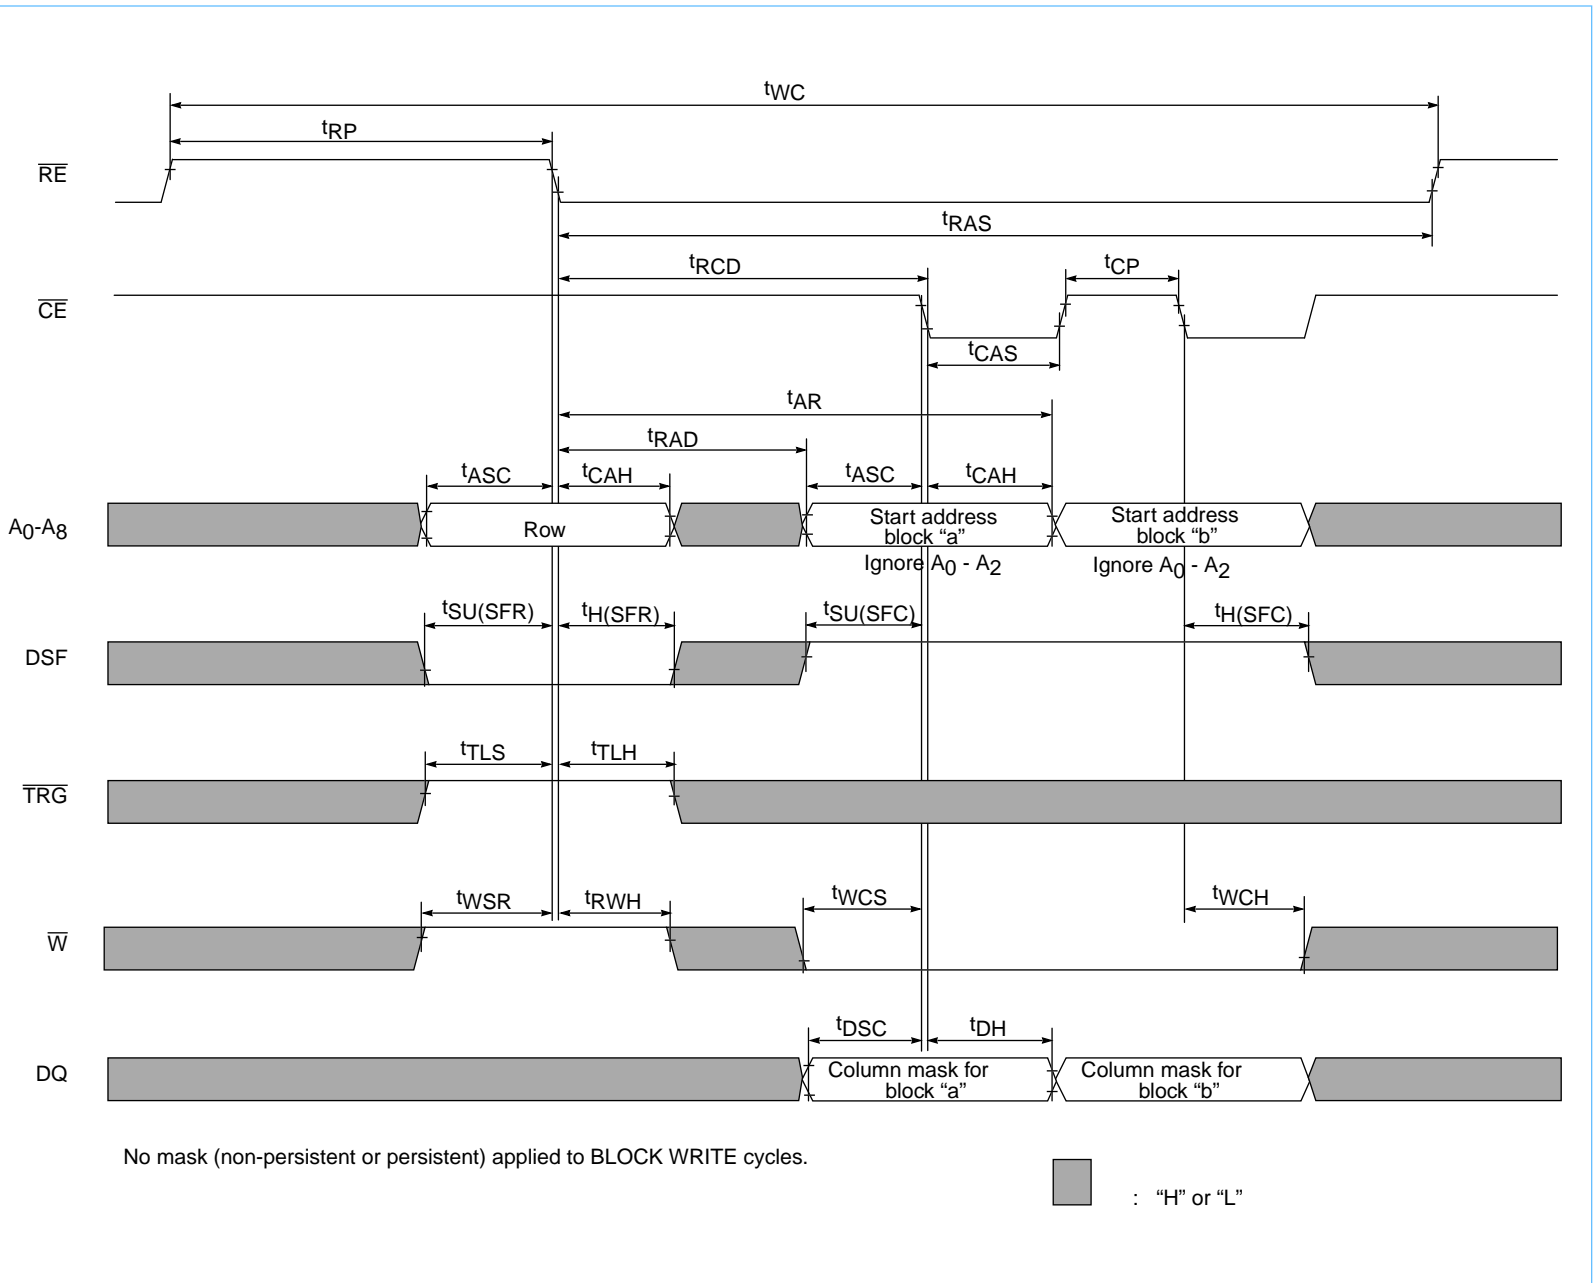 tWC
tRP
RE
tRAS
tRCD
tCP
CE
tCAS
tAR
tRAD
tASC
tCAH
tASC
tCAH
A0-A8
Row
Start address
block “a”
Start address
block “b”
Ignore A0 - A2
Ignore A0 - A2
tSU(SFR)
tH(SFR)
tSU(SFC)
tH(SFC)
DSF
tTLS
tTLH
TRG
tWSR
tRWH
tWCS
tWCH
W
tDSC
tDH
DQ
Column mask for
block “a”
Column mask for
block “b”
No mask (non-persistent or persistent) applied to BLOCK WRITE cycles.
: “H” or “L”